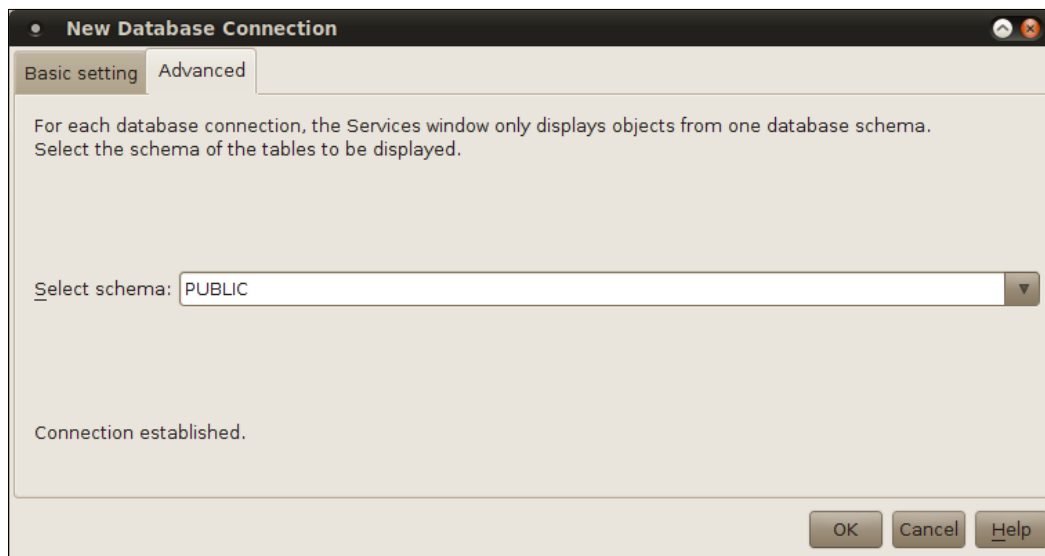 New Database Connection
Basic setting
Advanced
For each database connection, the Services window only displays objects from one database schema.
Select the schema of the tables to be displayed.
Select schema: PUBLIC
Connection established.
OK Cancel Help